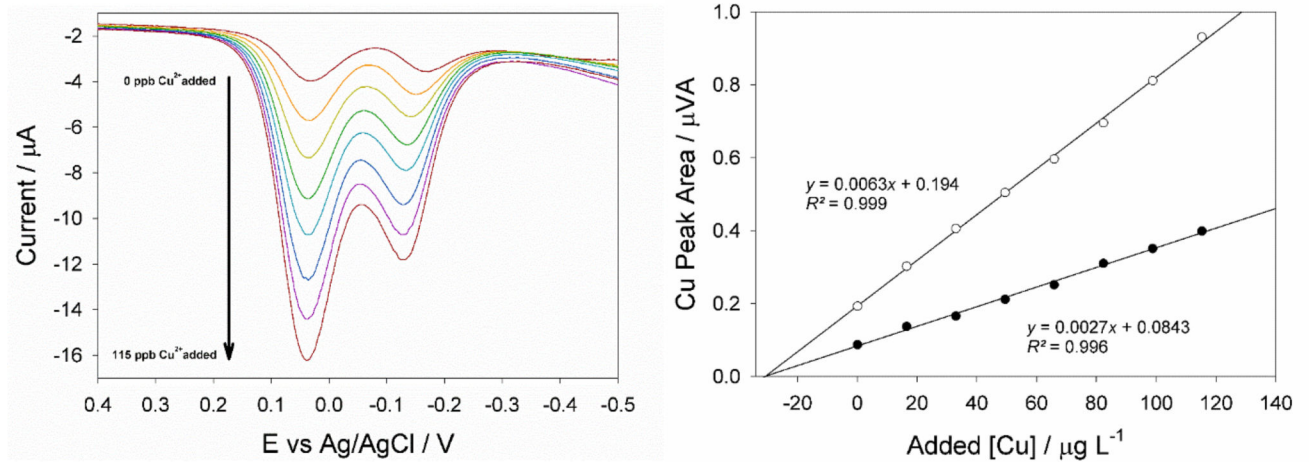 -2
-4
-6
-8
-10
-12
-14
-16
Current / μA
0 ppb Cu²⁺added
115 ppb Cu²⁺added
0.4 0.3 0.2 0.1 0.0 -0.1 -0.2 -0.3 -0.4 -0.5
E vs Ag/AgCl / V
1.0
0.8
0.6
0.4
0.2
0.0
Cu Peak Area / μVA
y = 0.0063x + 0.194
R² = 0.999
y = 0.0027x + 0.0843
R² = 0.996
-20 0 20 40 60 80 100 120 140
Added [Cu] / μg L⁻¹